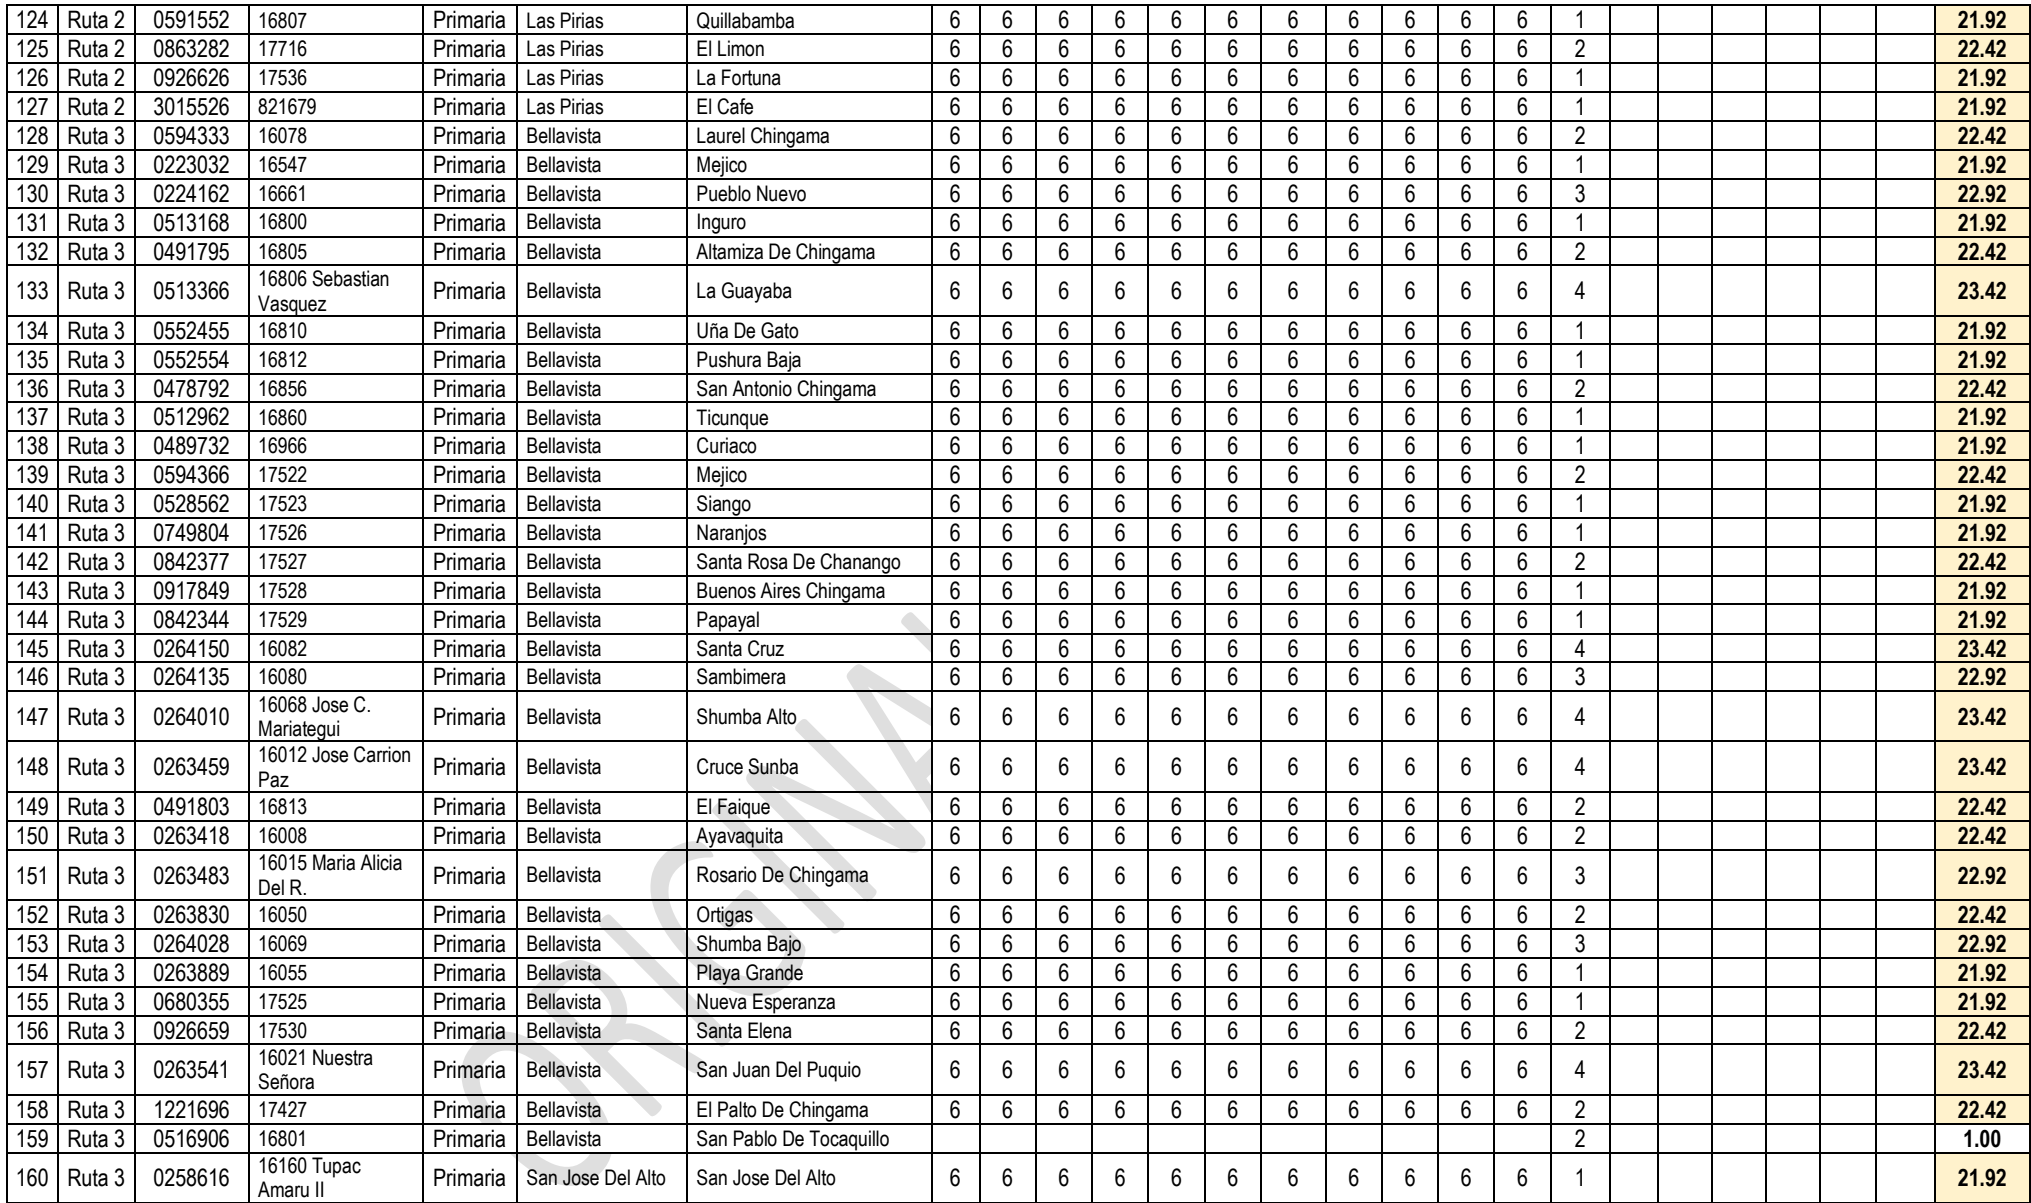 124 Ruta 2 0591552 16807 Primaria Las Pirias Quillabamba 6 6 6 6 6 6 6 6 6 6 6 1 21.92
125 Ruta 2 0863282 17716 Primaria Las Pirias El Limon 6 6 6 6 6 6 6 6 6 6 6 2 22.42
126 Ruta 2 0926626 17536 Primaria Las Pirias La Fortuna 6 6 6 6 6 6 6 6 6 6 6 1 21.92
127 Ruta 2 3015526 821679 Primaria Las Pirias El Cafe 6 6 6 6 6 6 6 6 6 6 6 1 21.92
128 Ruta 3 0594333 16078 Primaria Bellavista Laurel Chingama 6 6 6 6 6 6 6 6 6 6 6 2 22.42
129 Ruta 3 0223032 16547 Primaria Bellavista Mejico 6 6 6 6 6 6 6 6 6 6 6 1 21.92
130 Ruta 3 0224162 16661 Primaria Bellavista Pueblo Nuevo 6 6 6 6 6 6 6 6 6 6 6 3 22.92
131 Ruta 3 0513168 16800 Primaria Bellavista Inguro 6 6 6 6 6 6 6 6 6 6 6 1 21.92
132 Ruta 3 0491795 16805 Primaria Bellavista Altamiza De Chingama 6 6 6 6 6 6 6 6 6 6 6 2 22.42
133 Ruta 3 0513366 16806 Sebastian
Vasquez Primaria Bellavista La Guayaba 6 6 6 6 6 6 6 6 6 6 6 4 23.42
134 Ruta 3 0552455 16810 Primaria Bellavista Uña De Gato 6 6 6 6 6 6 6 6 6 6 6 1 21.92
135 Ruta 3 0552554 16812 Primaria Bellavista Pushura Baja 6 6 6 6 6 6 6 6 6 6 6 1 21.92
136 Ruta 3 0478792 16856 Primaria Bellavista San Antonio Chingama 6 6 6 6 6 6 6 6 6 6 6 2 22.42
137 Ruta 3 0512962 16860 Primaria Bellavista Ticunque 6 6 6 6 6 6 6 6 6 6 6 1 21.92
138 Ruta 3 0489732 16966 Primaria Bellavista Curiaco 6 6 6 6 6 6 6 6 6 6 6 1 21.92
139 Ruta 3 0594366 17522 Primaria Bellavista Mejico 6 6 6 6 6 6 6 6 6 6 6 2 22.42
140 Ruta 3 0528562 17523 Primaria Bellavista Siango 6 6 6 6 6 6 6 6 6 6 6 1 21.92
141 Ruta 3 0749804 17526 Primaria Bellavista Naranjos 6 6 6 6 6 6 6 6 6 6 6 1 21.92
142 Ruta 3 0842377 17527 Primaria Bellavista Santa Rosa De Chanango 6 6 6 6 6 6 6 6 6 6 6 2 22.42
143 Ruta 3 0917849 17528 Primaria Bellavista Buenos Aires Chingama 6 6 6 6 6 6 6 6 6 6 6 1 21.92
144 Ruta 3 0842344 17529 Primaria Bellavista Papayal 6 6 6 6 6 6 6 6 6 6 6 1 21.92
145 Ruta 3 0264150 16082 Primaria Bellavista Santa Cruz 6 6 6 6 6 6 6 6 6 6 6 4 23.42
146 Ruta 3 0264135 16080 Primaria Bellavista Sambimera 6 6 6 6 6 6 6 6 6 6 6 3 22.92
147 Ruta 3 0264010 16068 Jose C.
Mariategui Primaria Bellavista Shumba Alto 6 6 6 6 6 6 6 6 6 6 6 4 23.42
148 Ruta 3 0263459 16012 Jose Carrion
Paz Primaria Bellavista Cruce Sunba 6 6 6 6 6 6 6 6 6 6 6 4 23.42
149 Ruta 3 0491803 16813 Primaria Bellavista El Faique 6 6 6 6 6 6 6 6 6 6 6 2 22.42
150 Ruta 3 0263418 16008 Primaria Bellavista Ayavaquita 6 6 6 6 6 6 6 6 6 6 6 2 22.42
151 Ruta 3 0263483 16015 Maria Alicia
Del R. Primaria Bellavista Rosario De Chingama 6 6 6 6 6 6 6 6 6 6 6 3 22.92
152 Ruta 3 0263830 16050 Primaria Bellavista Ortigas 6 6 6 6 6 6 6 6 6 6 6 2 22.42
153 Ruta 3 0264028 16069 Primaria Bellavista Shumba Bajo 6 6 6 6 6 6 6 6 6 6 6 3 22.92
154 Ruta 3 0263889 16055 Primaria Bellavista Playa Grande 6 6 6 6 6 6 6 6 6 6 6 1 21.92
155 Ruta 3 0680355 17525 Primaria Bellavista Nueva Esperanza 6 6 6 6 6 6 6 6 6 6 6 1 21.92
156 Ruta 3 0926659 17530 Primaria Bellavista Santa Elena 6 6 6 6 6 6 6 6 6 6 6 2 22.42
157 Ruta 3 0263541 16021 Nuestra
Señora Primaria Bellavista San Juan Del Puquio 6 6 6 6 6 6 6 6 6 6 6 4 23.42
158 Ruta 3 1221696 17427 Primaria Bellavista El Palto De Chingama 6 6 6 6 6 6 6 6 6 6 6 2 22.42
159 Ruta 3 0516906 16801 Primaria Bellavista San Pablo De Tocaquillo 2 1.00
160 Ruta 3 0258616 16160 Tupac
Amaru II Primaria San Jose Del Alto San Jose Del Alto 6 6 6 6 6 6 6 6 6 6 6 1 21.92
ORIGINA